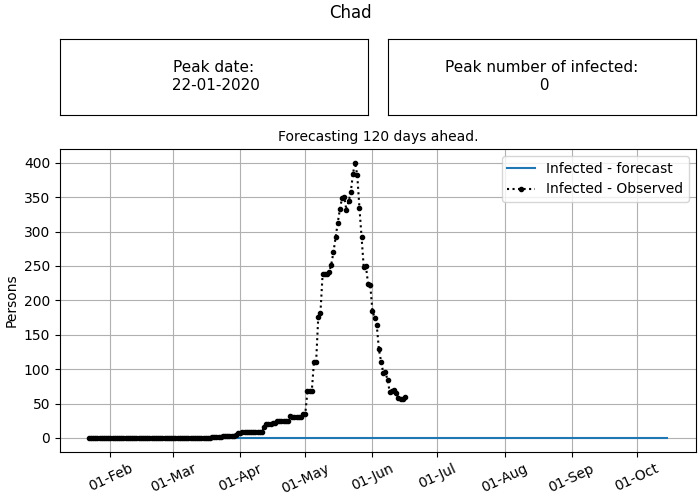 Chad
Peak date:
22-01-2020
Peak number of infected:
0
Forecasting 120 days ahead.
Infected - forecast
Infected - Observed
Persons
400
350
300
250
200
150
100
50
0
01-Feb
01-Mar
01-Apr
01-May
01-Jun
01-Jul
01-Aug
01-Sep
01-Oct